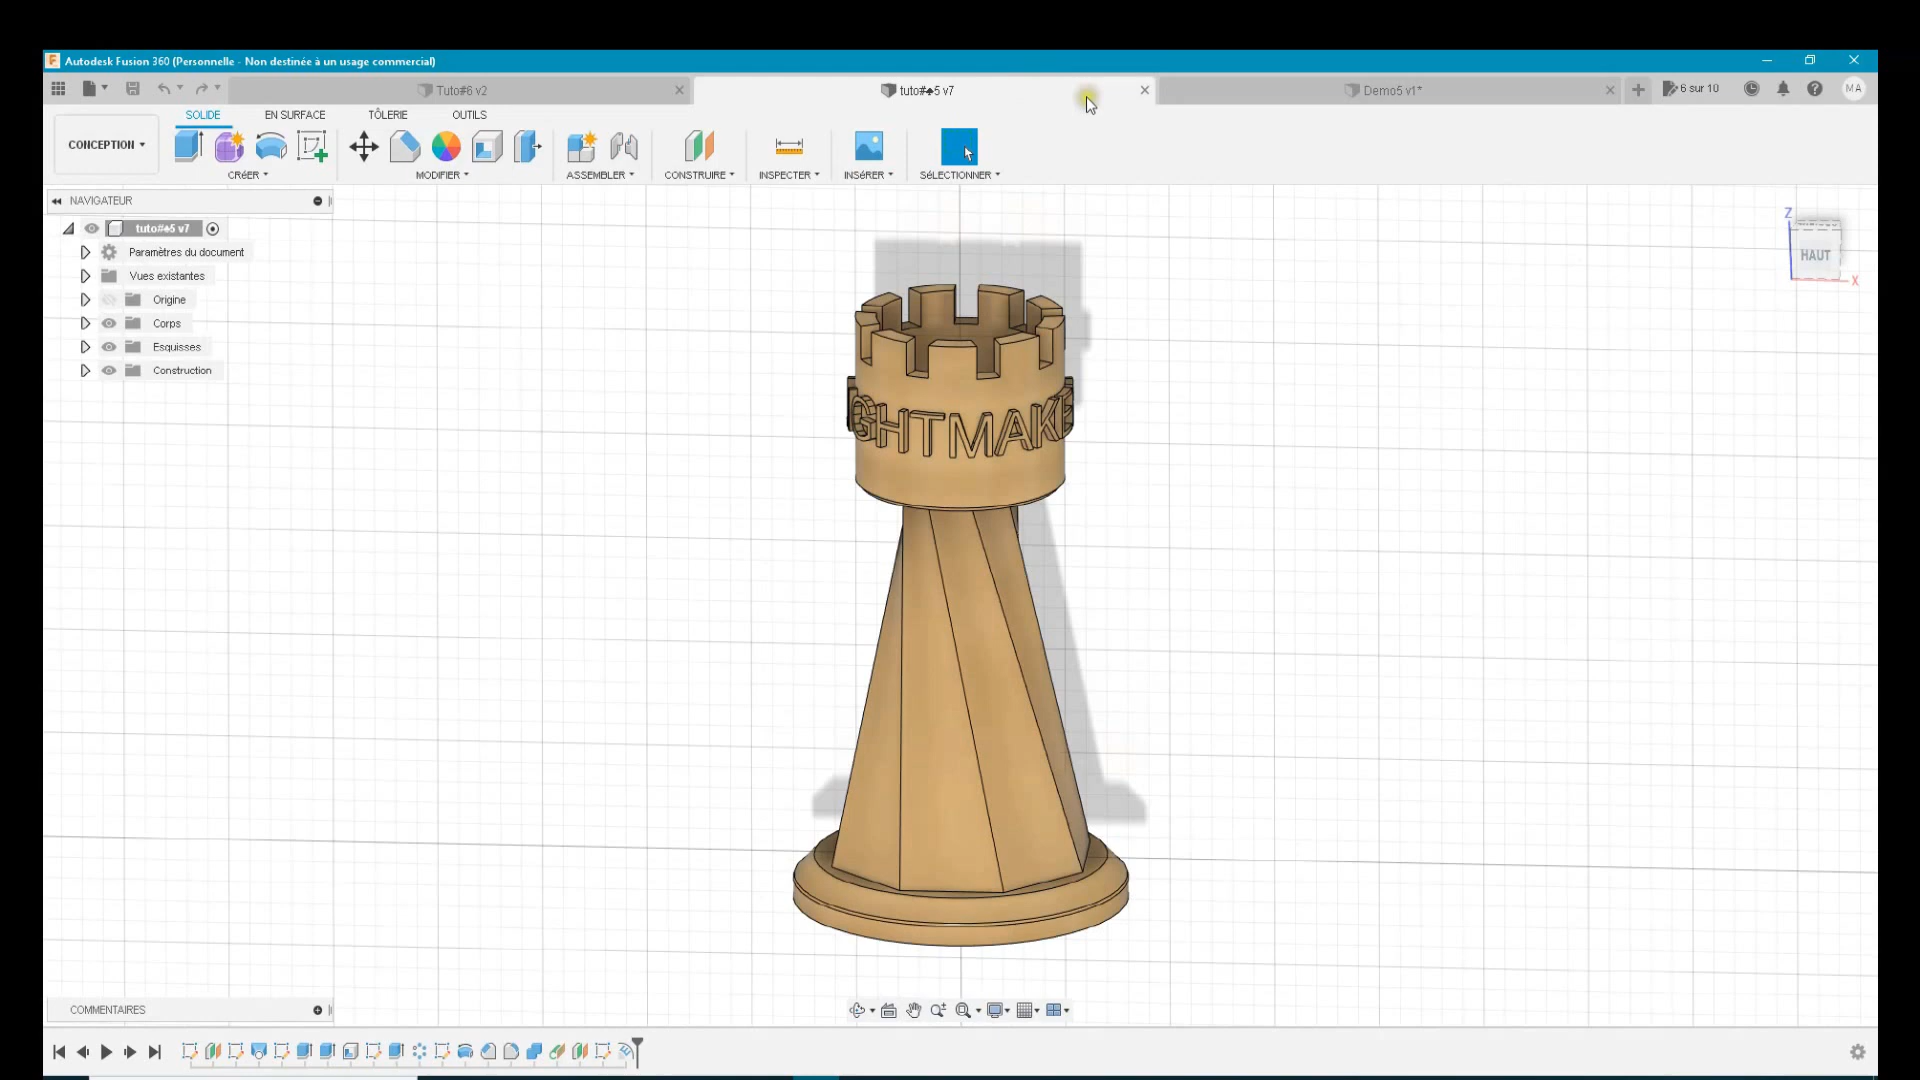 Autodesk Fusion 360 (Personnelle - Non destinée à un usage commercial)
Tuto#6 v2
tuto#♠5 v7
Demo5 v1*
6 sur 10
MA
SOLIDE
EN SURFACE
TÔLERIE
OUTILS
CONCEPTION
CRÉER
MODIFIER
ASSEMBLER
CONSTRUIRE
INSPECTER
INSÉRER
SÉLECTIONNER
NAVIGATEUR
tuto#♠5 v7
Paramètres du document
Vues existantes
Origine
Corps
Esquisses
Construction
Z
HAUT
X
IGHTMAKE
COMMENTAIRES